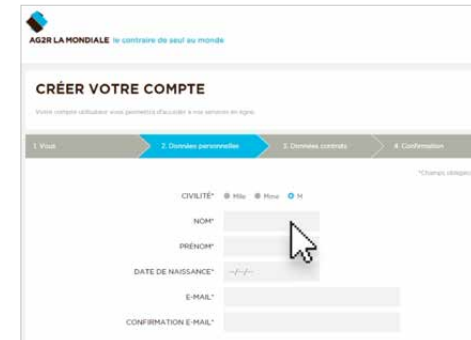 AG2R LA MONDIALE le contraire de seul au monde
CRÉER VOTRE COMPTE
Votre compte utilisateur vous permettra d'accéder à nos services en ligne.
1. Vous
2. Données personnelles
3. Données contrats
4. Confirmation
*Champs obligatoi
CIVILITÉ* Mlle Mme M
NOM*
PRÉNOM*
DATE DE NAISSANCE* --/--/--
E-MAIL*
CONFIRMATION E-MAIL*